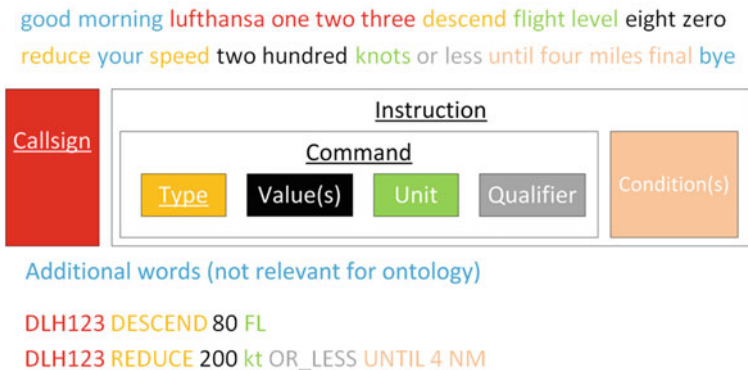 good morning lufthansa one two three descend flight level eight zero
reduce your speed two hundred knots or less until four miles final bye
Instruction
Callsign
Command
Type Value(s) Unit Qualifier Condition(s)
Additional words (not relevant for ontology)
DLH123 DESCEND 80 FL
DLH123 REDUCE 200 kt OR_LESS UNTIL 4 NM